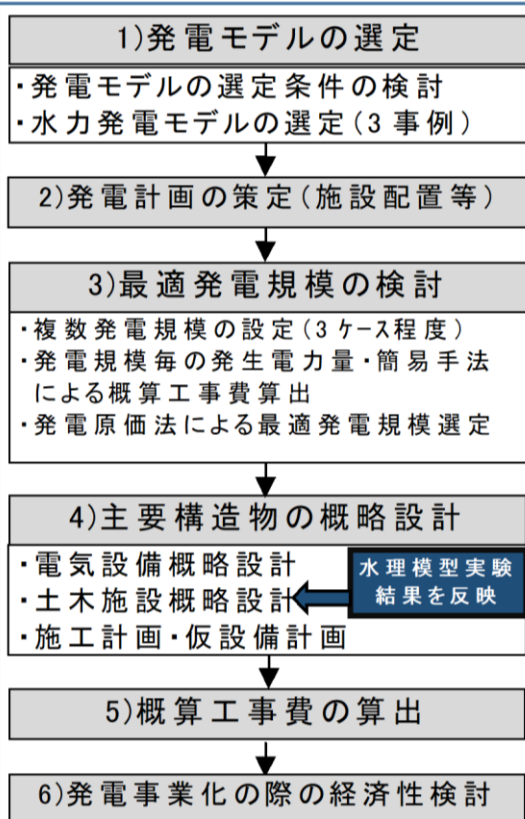 1)発電モデルの選定
・発電モデルの選定条件の検討
・水力発電モデルの選定(3事例)
2)発電計画の策定(施設配置等)
3)最適発電規模の検討
・複数発電規模の設定(3ケース程度)
・発電規模毎の発生電力量・簡易手法
による概算工事費算出
・発電原価法による最適発電規模選定
4)主要構造物の概略設計
・電気設備概略設計
・土木施設概略設計
・施工計画・仮設備計画
水理模型実験
結果を反映
5)概算工事費の算出
6)発電事業化の際の経済性検討